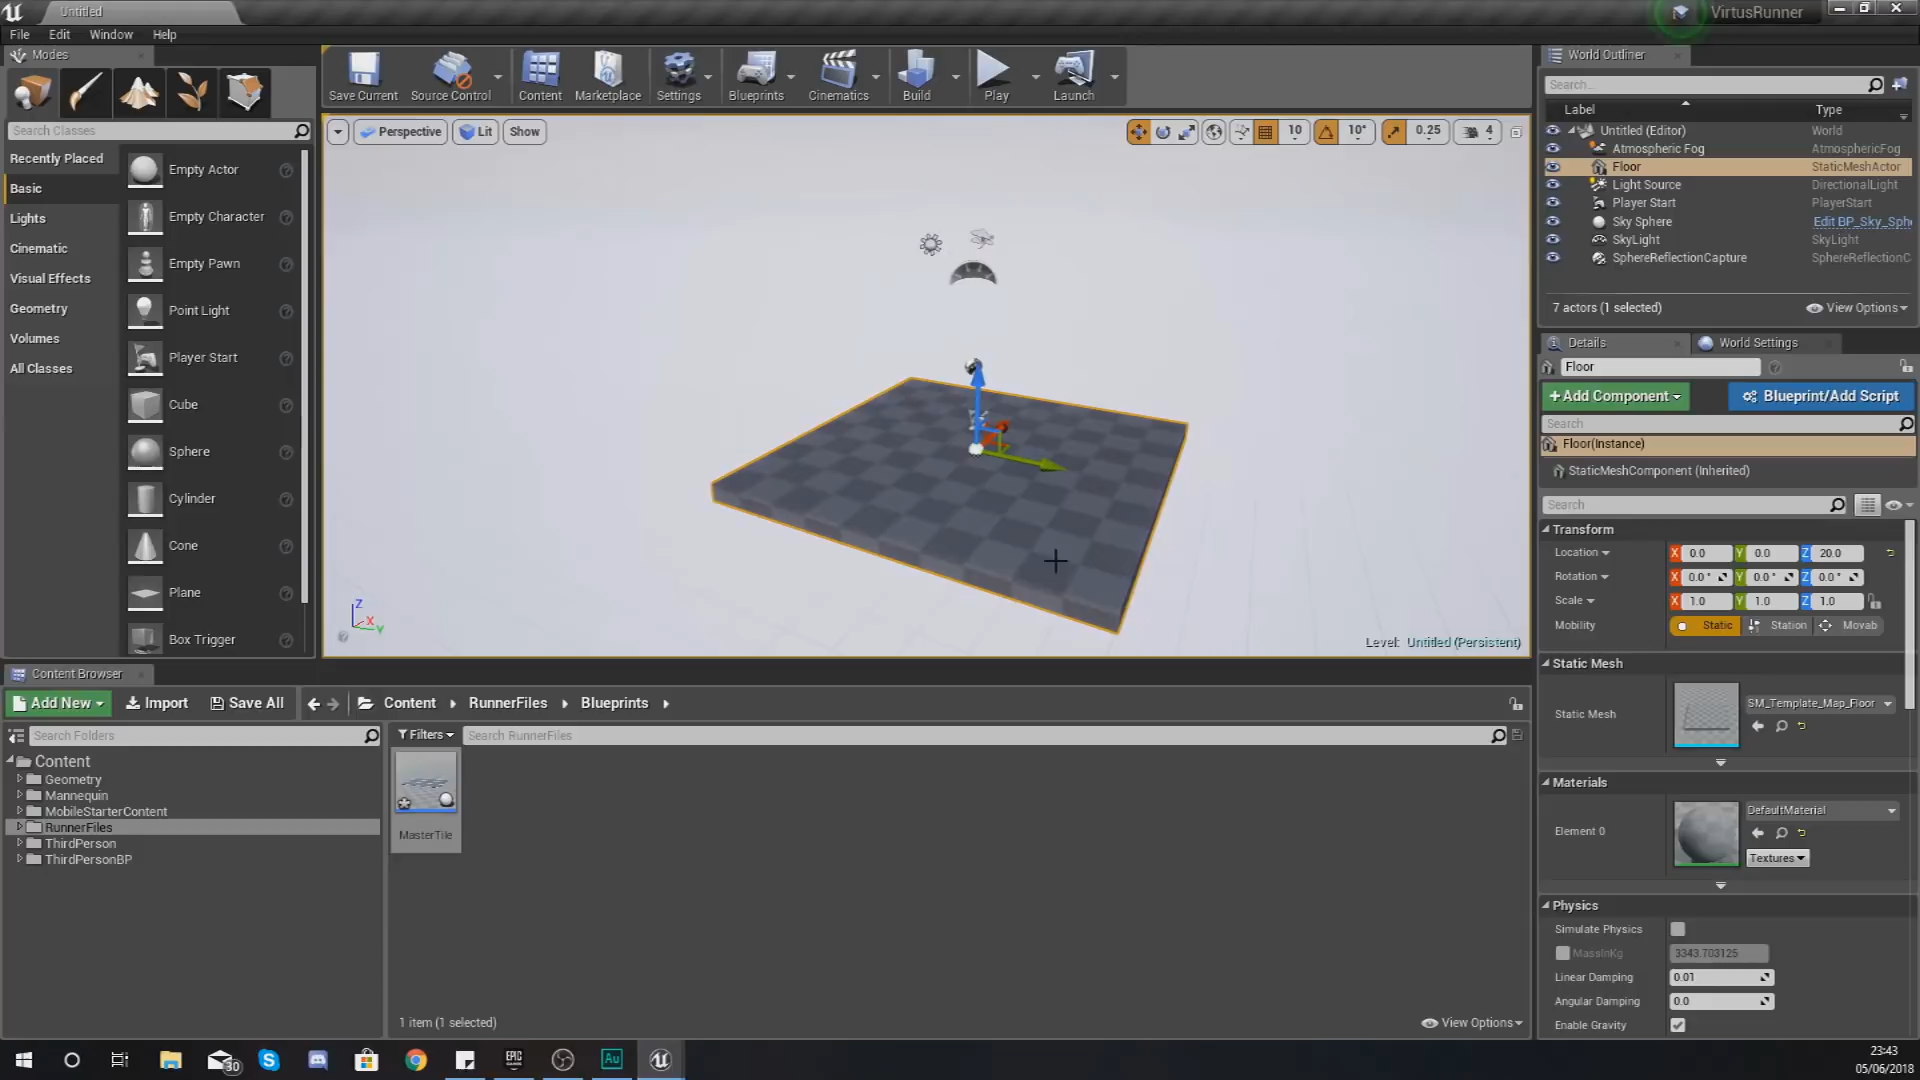 Untitled
VirtusRunner
File Edit Window Help
Modes
Search Classes
Recently Placed
Basic
Lights
Cinematic
Visual Effects
Geometry
Volumes
All Classes
Empty Actor
Empty Character
Empty Pawn
Point Light
Player Start
Cube
Sphere
Cylinder
Cone
Plane
Box Trigger
Save Current
Source Control
Content
Marketplace
Settings
Blueprints
Cinematics
Build
Play
Launch
Perspective Lit Show
10 10° 0.25 4
Z
X
Y
Level: Untitled (Persistent)
World Outliner
Search...
Label Type
Untitled (Editor) World
Atmospheric Fog AtmosphericFog
Floor StaticMeshActor
Light Source DirectionalLight
Player Start PlayerStart
Sky Sphere Edit BP_Sky_Sph
SkyLight SkyLight
SphereReflectionCapture SphereReflectionC
7 actors (1 selected) View Options
Details World Settings
Floor
+Add Component Blueprint/Add Script
Search
Floor(Instance)
StaticMeshComponent (Inherited)
Search
Transform
Location X 0.0 Y 0.0 Z 20.0
Rotation X 0.0° Y 0.0° Z 0.0°
Scale X 1.0 Y 1.0 Z 1.0
Mobility Static Station Movab
Static Mesh
Static Mesh SM_Template_Map_Floor
Materials
Element 0 DefaultMaterial
Textures
Physics
Simulate Physics
MassInKg 3343.703125
Linear Damping 0.01
Angular Damping 0.0
Enable Gravity
Content Browser
Add New Import Save All Content RunnerFiles Blueprints
Search Folders
Filters Search RunnerFiles
Content
Geometry
Mannequin
MobileStarterContent
RunnerFiles
ThirdPerson
ThirdPersonBP
MasterTile
1 item (1 selected) View Options
30
EPIC
Au
23:43
05/06/2018